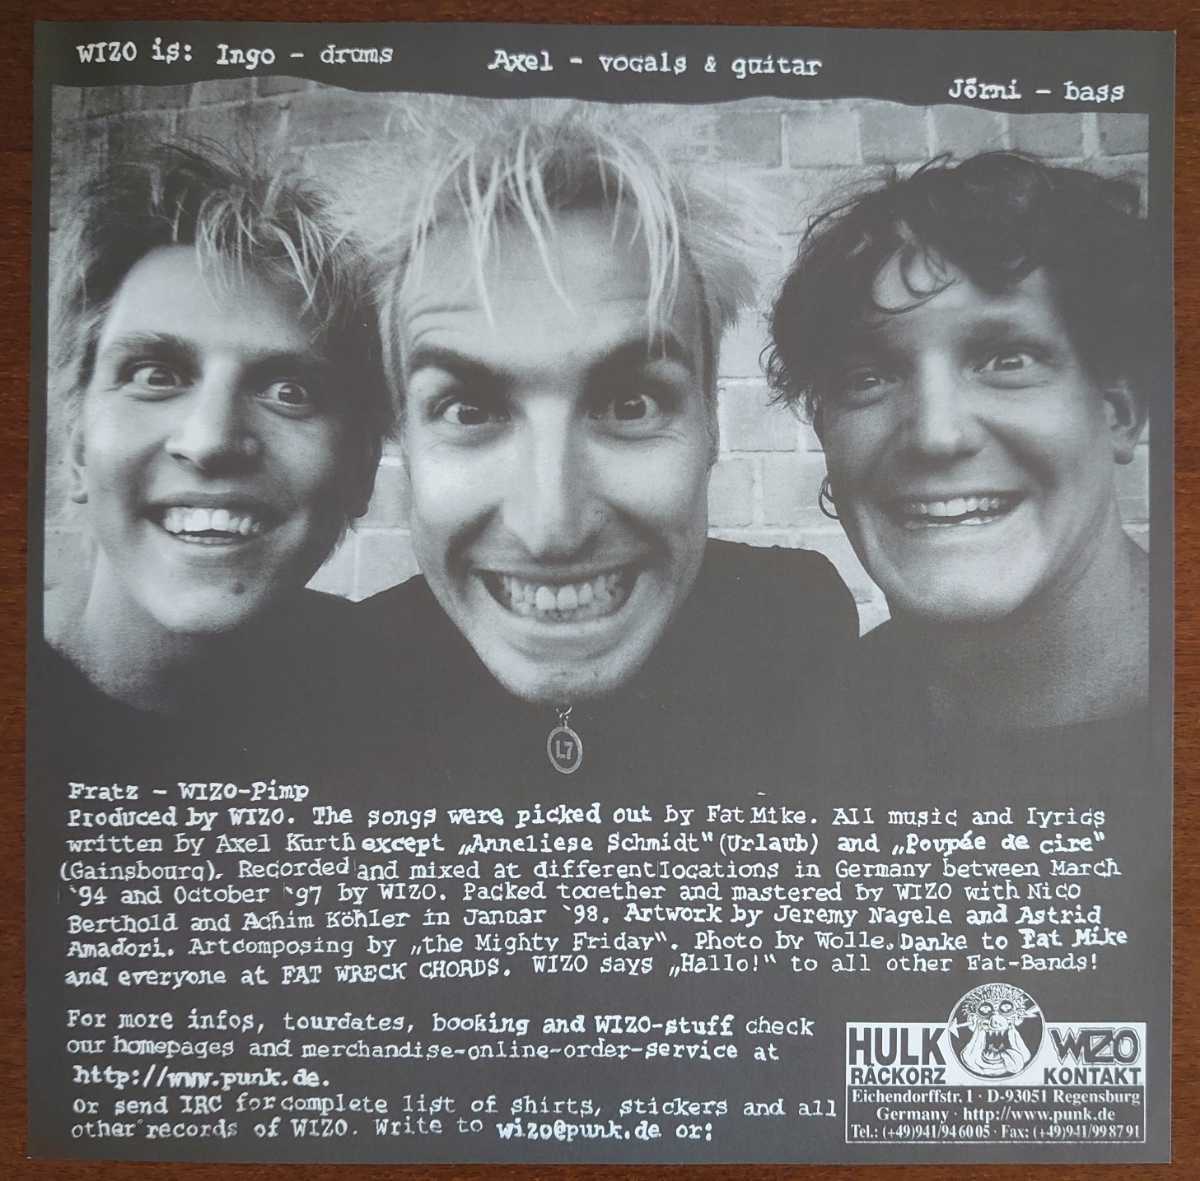 WIZO is: Ingo - drums
Axel - vocals & guitar
Jörni - bass
L7
Fratz - WIZO-Pimp
Produced by WIZO. The songs were picked out by Fat Mike. All music and lyrics
written by Axel Kurth except „Anneliese Schmidt“ (Urlaub) and „Poupée de cire“
(Gainsbourg). Recorded and mixed at different locations in Germany between March
`94 and October `97 by WIZO. Packed together and mastered by WIZO with Nico
Berthold and Achim Köhler in Januar `98. Artwork by Jeremy Nagele and Astrid
Amadori. Artcomposing by „the Mighty Friday“. Photo by Wolle. Danke to Fat Mike
and everyone at FAT WRECK CHORDS. WIZO says „Hallo!“ to all other Fat-Bands!
For more infos, tourdates, booking and WIZO-stuff check
our homepages and merchandise-online-order-service at
http://www.punk.de.
or send IRC for complete list of shirts, stickers and all
other records of WIZO. Write to wizo@punk.de or:
HULK WIZO
RÄCKORZ KONTAKT
Eichendorffstr. 1 · D-93051 Regensburg
Germany · http://www.punk.de
Tel.: (+49)941/94 60 05 · Fax: (+49)941/99 87 91